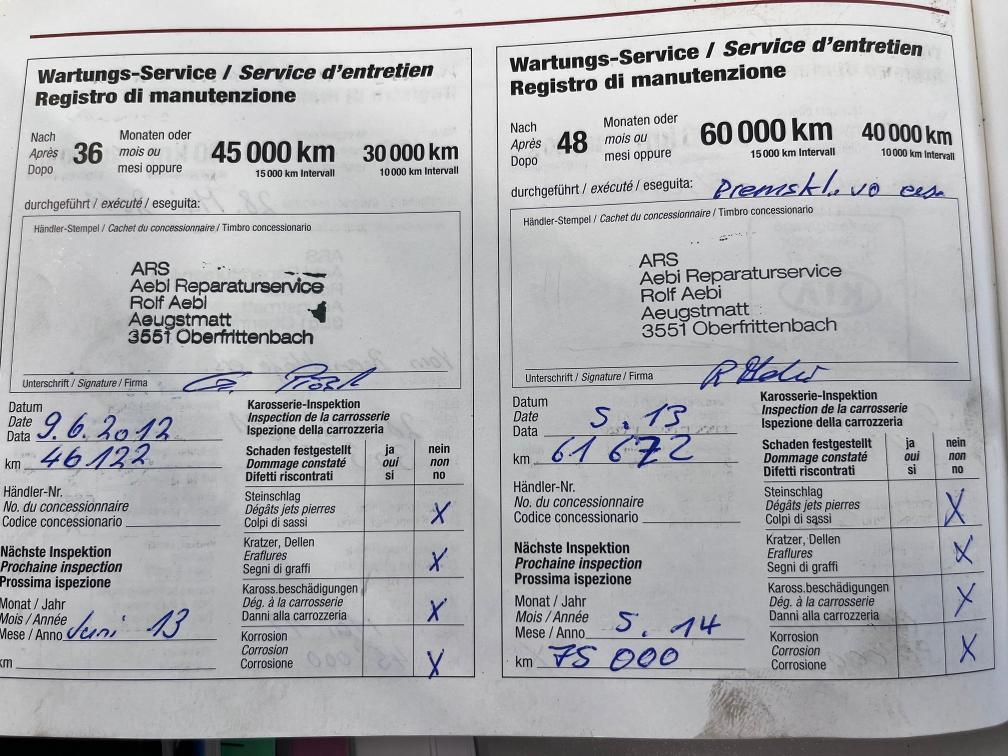 Wartungs-Service / Service d'entretien
Registro di manutenzione
Nach
Après
Dopo
36
Monaten oder
mois ou
mesi oppure
45 000 km
15 000 km Intervall
30 000 km
10 000 km Intervall
durchgeführt / exécuté / eseguita:
Händler-Stempel / Cachet du concessionnaire / Timbro concessionario
ARS
Aebi Reparaturservice
Rolf Aebi
Aeugstmatt
3551 Oberfrittenbach
Unterschrift / Signature / Firma
Datum
Date
Data 9.6.2012
km 46122
Händler-Nr.
No. du concessionnaire
Codice concessionario
Nächste Inspektion
Prochaine inspection
Prossima ispezione
Monat / Jahr
Mois / Année
Mese / Anno Juni 13
km
Karosserie-Inspektion
Inspection de la carrosserie
Ispezione della carrozzeria
Schaden festgestellt ja nein
Dommage constaté oui non
Difetti riscontrati si no
Steinschlag
Dégâts jets pierres X
Colpi di sassi
Kratzer, Dellen
Eraflures X
Segni di graffi
Kaross.beschädigungen
Dég. à la carrosserie X
Danni alla carrozzeria
Korrosion
Corrosion X
Corrosione
Wartungs-Service / Service d'entretien
Registro di manutenzione
Nach
Après
Dopo
48
Monaten oder
mois ou
mesi oppure
60 000 km
15 000 km Intervall
40 000 km
10 000 km Intervall
durchgeführt / exécuté / eseguita:
Händler-Stempel / Cachet du concessionnaire / Timbro concessionario
ARS
Aebi Reparaturservice
Rolf Aebi
Aeugstmatt
3551 Oberfrittenbach
Unterschrift / Signature / Firma
Datum
Date
Data 5.13
km 61672
Händler-Nr.
No. du concessionnaire
Codice concessionario
Nächste Inspektion
Prochaine inspection
Prossima ispezione
Monat / Jahr
Mois / Année
Mese / Anno 5.14
km 75 000
Karosserie-Inspektion
Inspection de la carrosserie
Ispezione della carrozzeria
Schaden festgestellt ja nein
Dommage constaté oui non
Difetti riscontrati si no
Steinschlag
Dégâts jets pierres X
Colpi di sassi
Kratzer, Dellen
Eraflures X
Segni di graffi
Kaross.beschädigungen
Dég. à la carrosserie X
Danni alla carrozzeria
Korrosion
Corrosion X
Corrosione